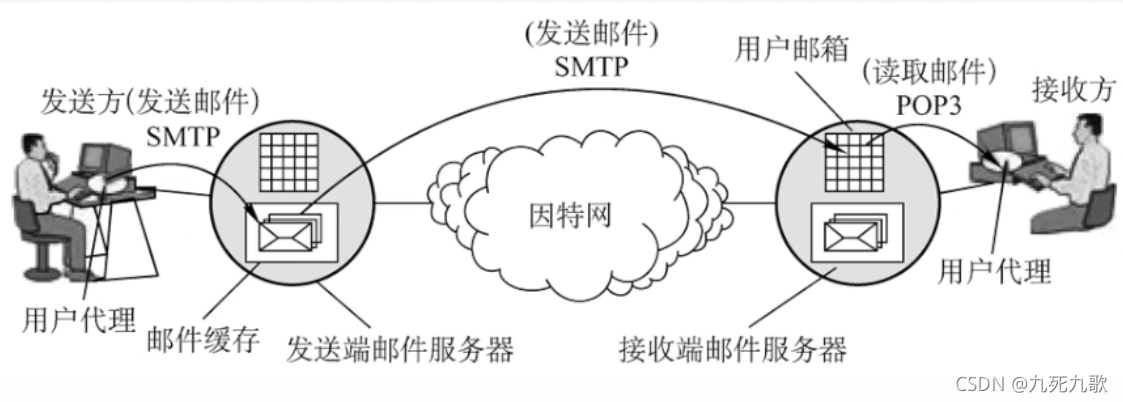 (发送邮件)
SMTP
用户邮箱
(读取邮件)
POP3
接收方
发送方(发送邮件)
SMTP
因特网
用户代理
邮件缓存
发送端邮件服务器
接收端邮件服务器
用户代理
CSDN @九死九歌